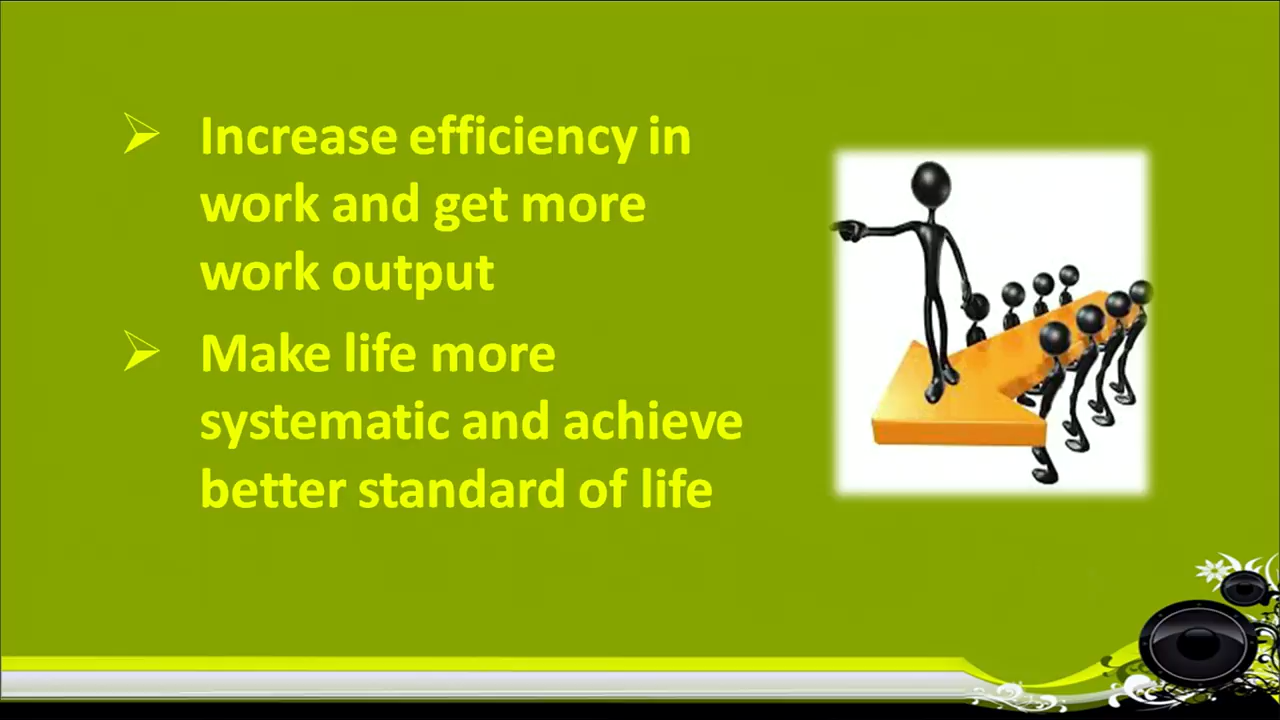 Increase efficiency in
work and get more
work output
Make life more
systematic and achieve
better standard of life